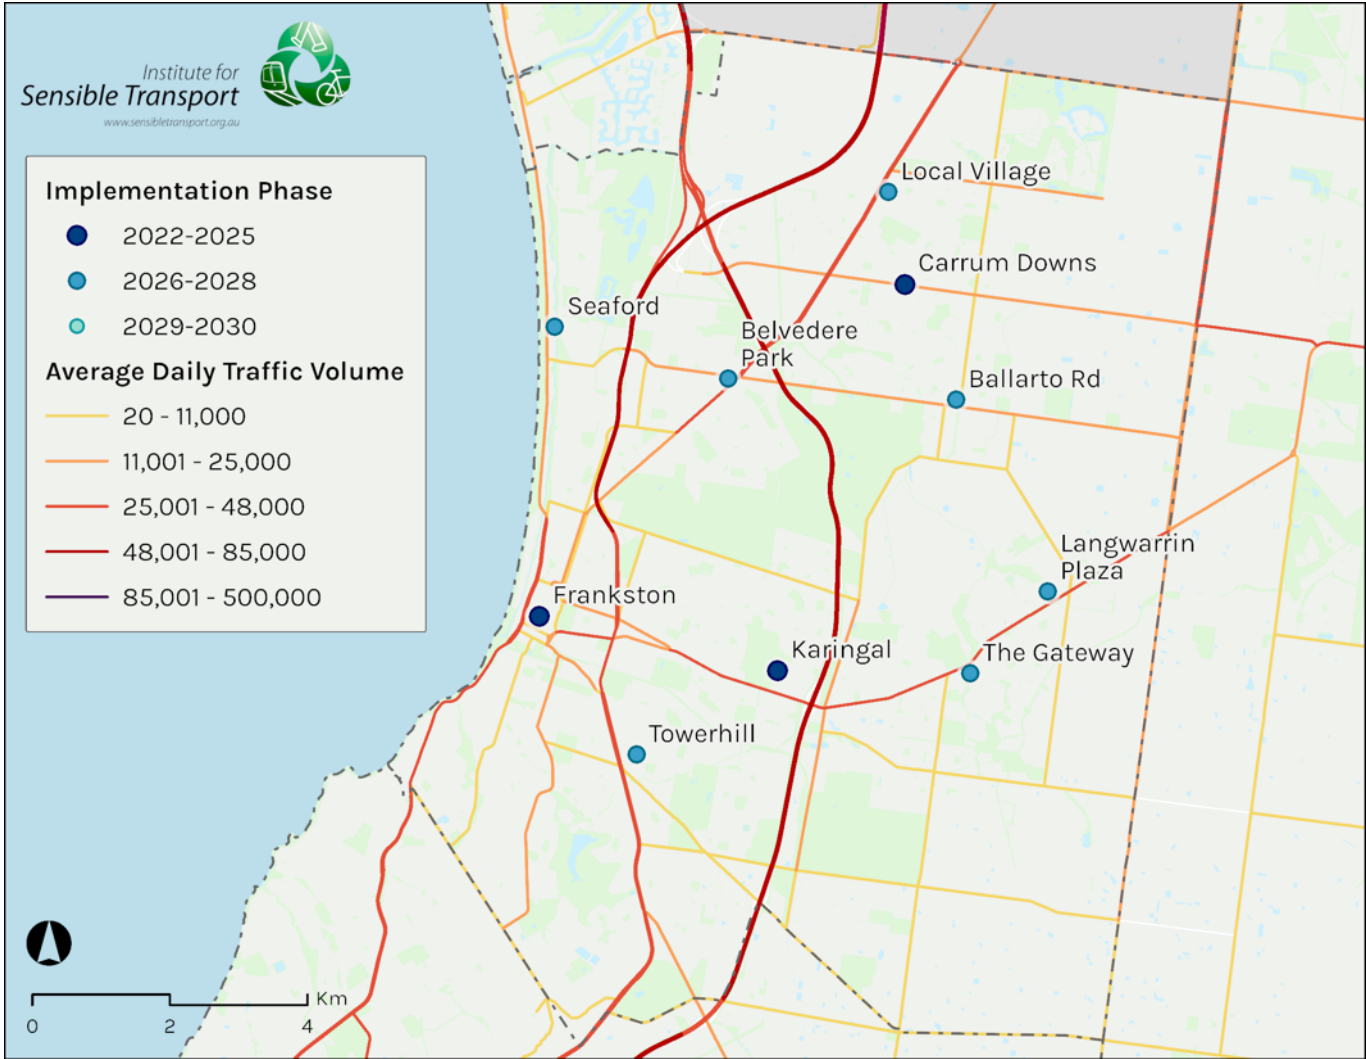 Institute for
Sensible Transport
www.sensibletransport.org.au
Implementation Phase
2022-2025
2026-2028
2029-2030
Average Daily Traffic Volume
20 - 11,000
11,001 - 25,000
25,001 - 48,000
48,001 - 85,000
85,001 - 500,000
Local Village
Carrum Downs
Seaford
Belvedere
Park
Ballarto Rd
Langwarrin
Plaza
Frankston
Karingal
The Gateway
Towerhill
Km
0
2
4